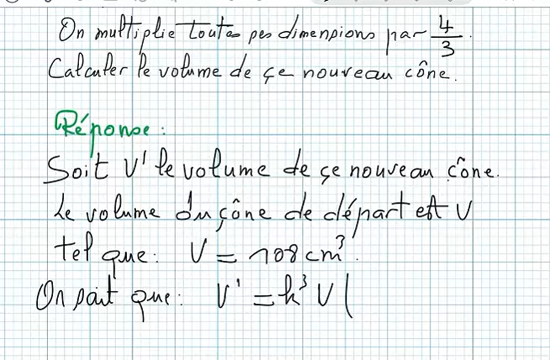 On multiplie toutes ses dimensions par 4/3.
Calculer le volume de ce nouveau cône.
Réponse :
Soit V' le volume de ce nouveau cône.
Le volume du cône de départ est V
tel que : V = 108 cm³.
On sait que : V' = k³ V (